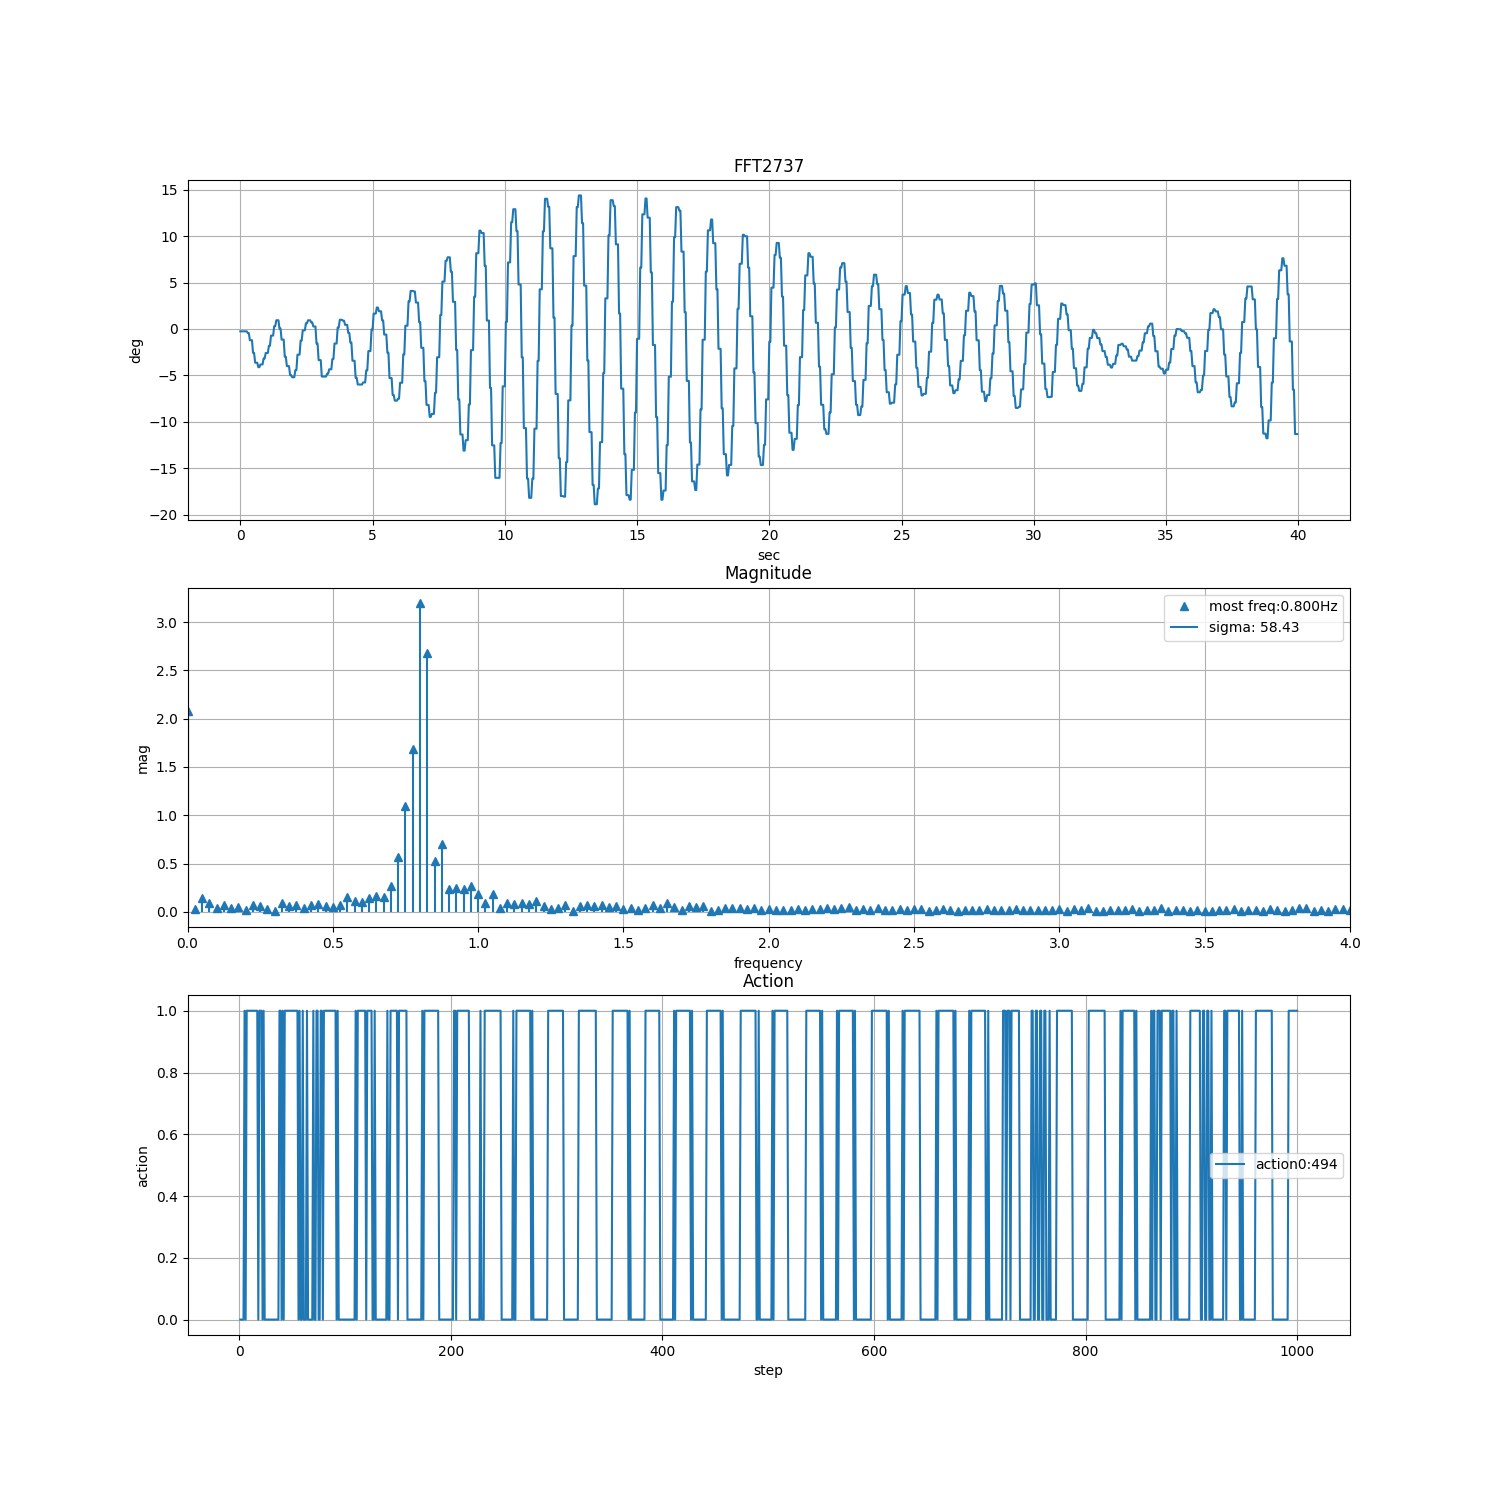 FFT2737
15
10
5
0
−5
−10
−15
−20
deg
0 5 10 15 20 25 30 35 40
sec
Magnitude
3.0
2.5
2.0
1.5
1.0
0.5
0.0
mag
most freq:0.800Hz
sigma: 58.43
0.0 0.5 1.0 1.5 2.0 2.5 3.0 3.5 4.0
frequency
Action
1.0
0.8
0.6
0.4
0.2
0.0
action
action0:494
0 200 400 600 800 1000
step